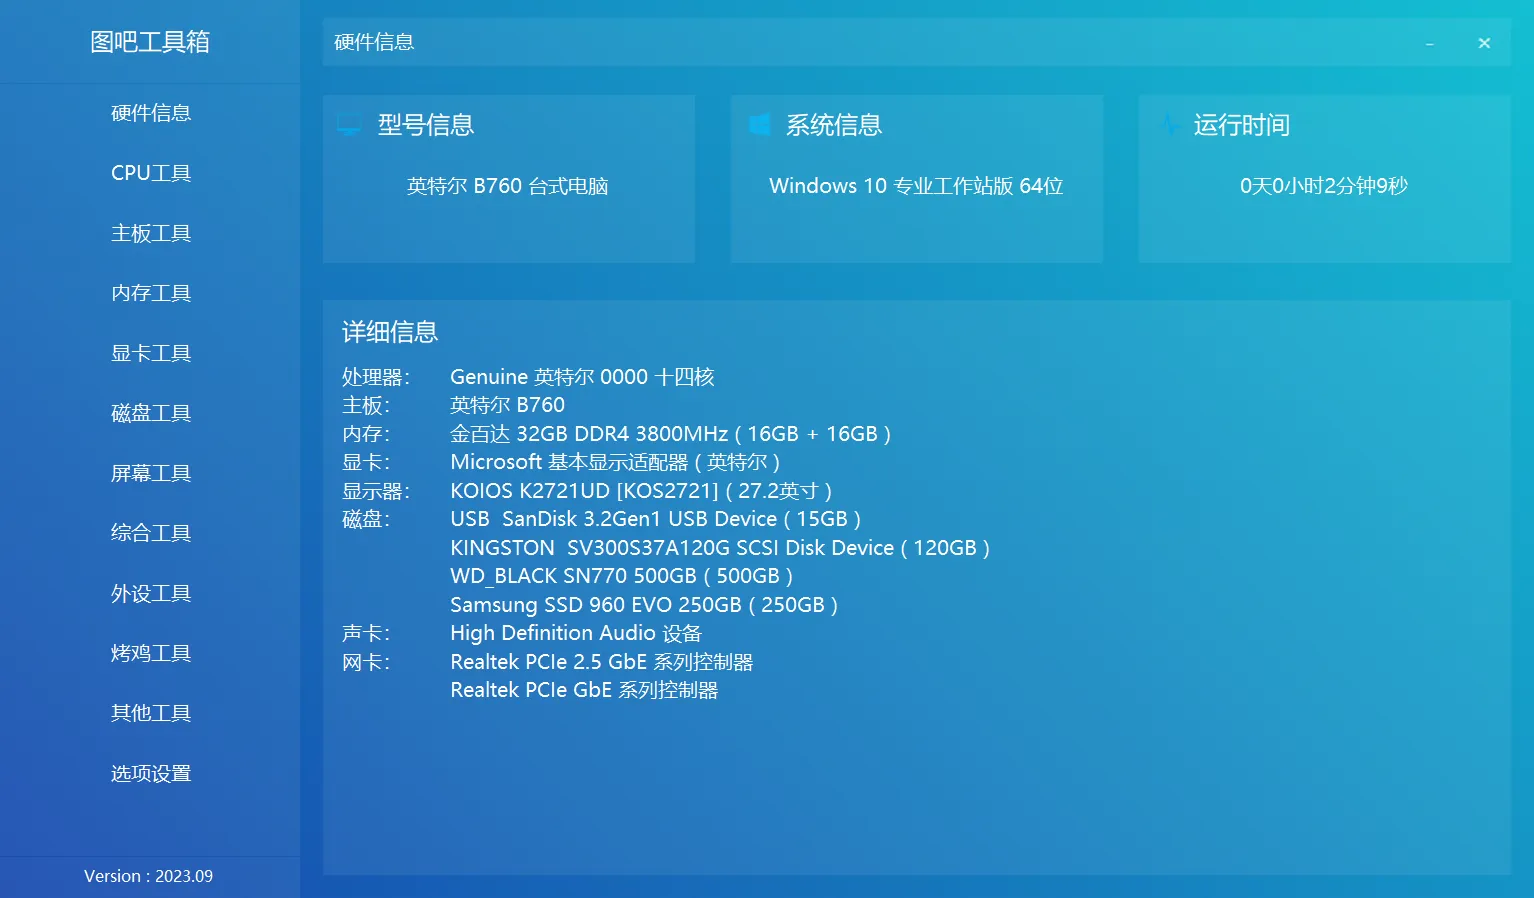 图吧工具箱
硬件信息
CPU工具
主板工具
内存工具
显卡工具
磁盘工具
屏幕工具
综合工具
外设工具
烤鸡工具
其他工具
选项设置
Version : 2023.09
硬件信息
型号信息
英特尔 B760 台式电脑
系统信息
Windows 10 专业工作站版 64位
运行时间
0天0小时2分钟9秒
详细信息
处理器: Genuine 英特尔 0000 十四核
主板: 英特尔 B760
内存: 金百达 32GB DDR4 3800MHz ( 16GB + 16GB )
显卡: Microsoft 基本显示适配器 ( 英特尔 )
显示器: KOIOS K2721UD [KOS2721] ( 27.2英寸 )
磁盘: USB  SanDisk 3.2Gen1 USB Device ( 15GB )
KINGSTON  SV300S37A120G SCSI Disk Device ( 120GB )
WD_BLACK SN770 500GB ( 500GB )
Samsung SSD 960 EVO 250GB ( 250GB )
声卡: High Definition Audio 设备
网卡: Realtek PCIe 2.5 GbE 系列控制器
Realtek PCIe GbE 系列控制器